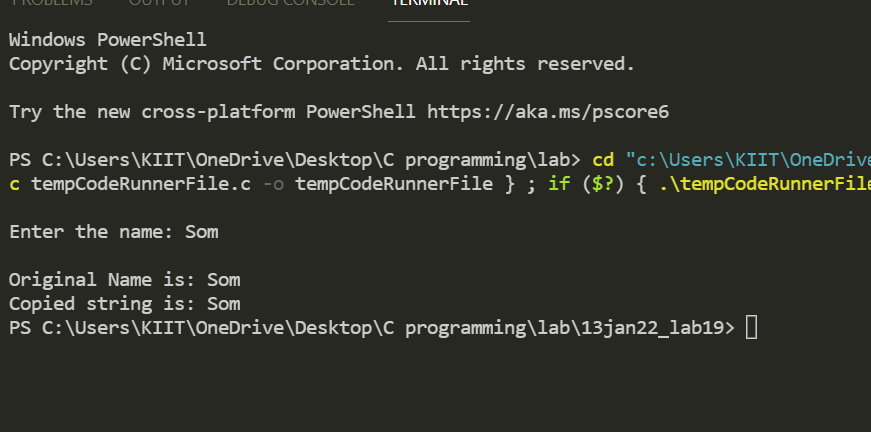 PROBLEMS OUTPUT DEBUG CONSOLE TERMINAL
Windows PowerShell
Copyright (C) Microsoft Corporation. All rights reserved.
Try the new cross-platform PowerShell https://aka.ms/pscore6
PS C:\Users\KIIT\OneDrive\Desktop\C programming\lab> cd "c:\Users\KIIT\OneDrive
c tempCodeRunnerFile.c -o tempCodeRunnerFile } ; if ($?) { .\tempCodeRunnerFile
Enter the name: Som
Original Name is: Som
Copied string is: Som
PS C:\Users\KIIT\OneDrive\Desktop\C programming\lab\13jan22_lab19>